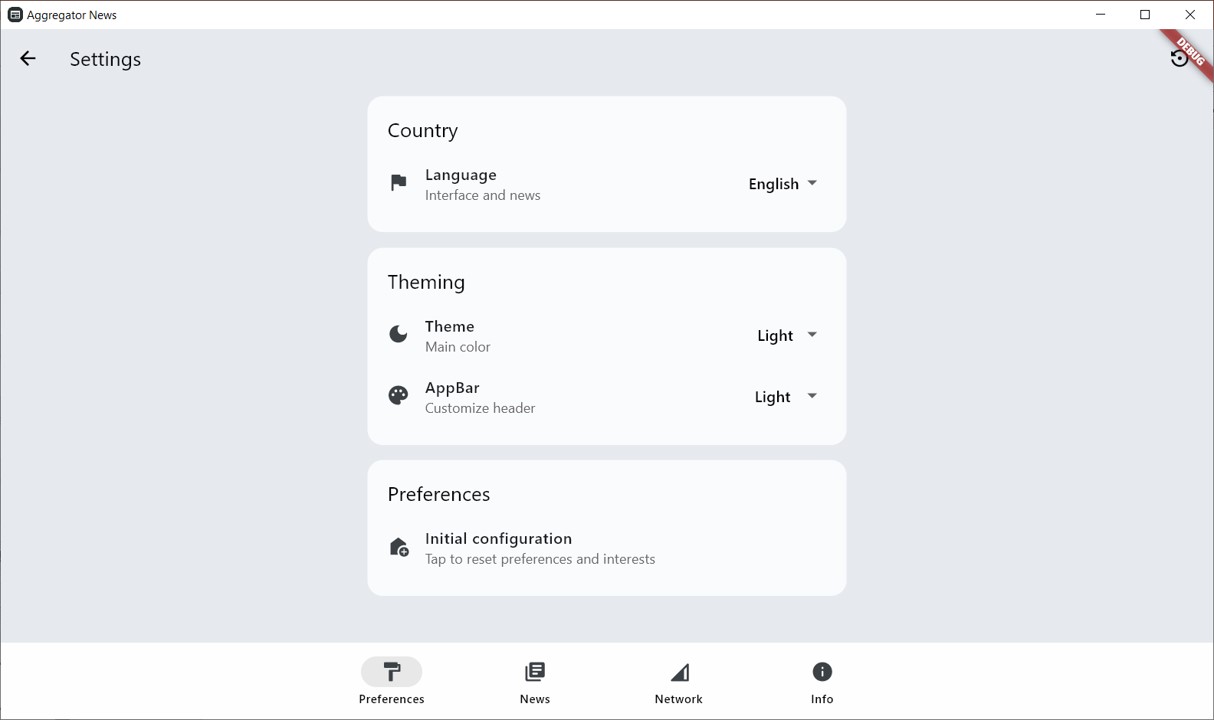 Aggregator News
Settings
DEBUG
Country
Language
Interface and news
English
Theming
Theme
Main color
Light
AppBar
Customize header
Light
Preferences
Initial configuration
Tap to reset preferences and interests
Preferences
News
Network
Info